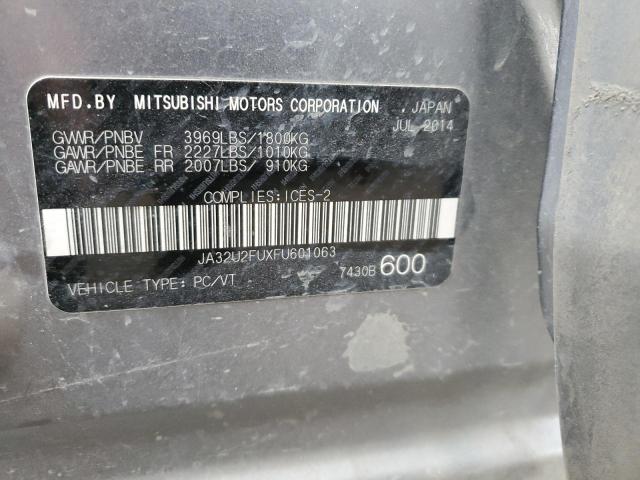 MFD.BY MITSUBISHI MOTORS CORPORATION JAPAN
JUL 2014
GVWR/PNBV 3969LBS/1800KG
GAWR/PNBE FR 2227LBS/1010KG
GAWR/PNBE RR 2007LBS/ 910KG
COMPLIES:ICES-2
JA32U2FUXFU601063
7430B 600
VEHICLE TYPE: PC/VT